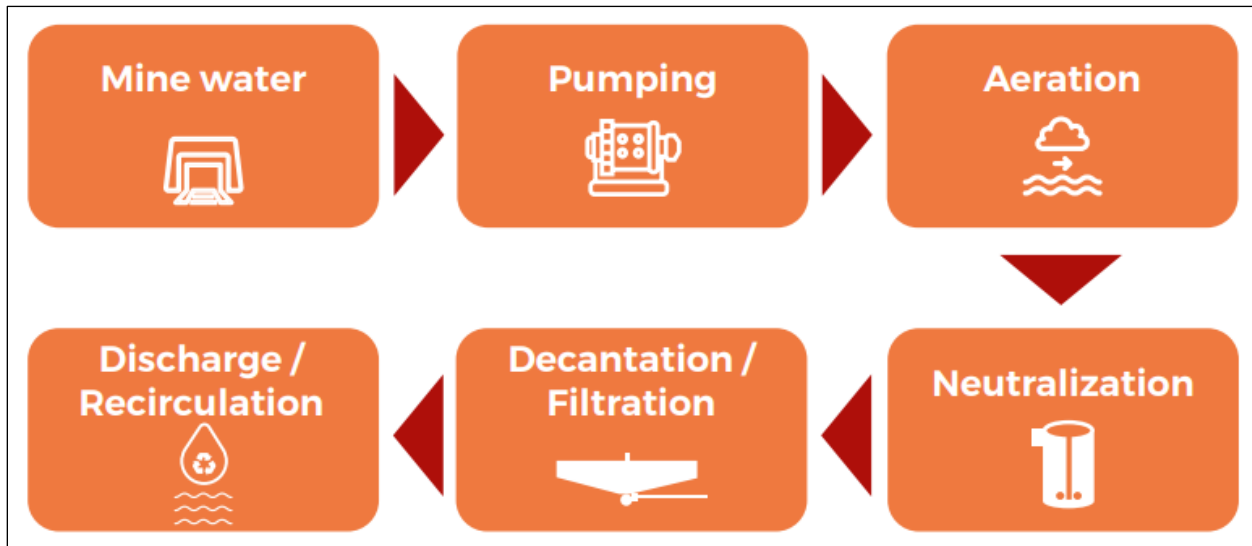 Mine water
Pumping
Aeration
Neutralization
Decantation /
Filtration
Discharge /
Recirculation